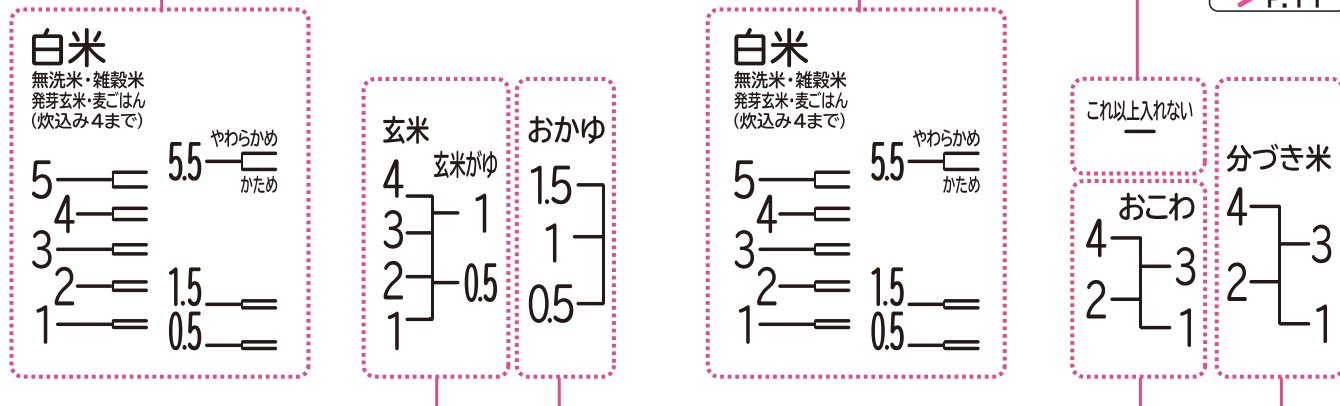 白米
無洗米・雑穀米
発芽玄米・麦ごはん
(炊込み4まで)
5.5
やわらかめ
かため
5
4
3
2
1
1.5
0.5
玄米
玄米がゆ
4
3
2
1
1
0.5
おかゆ
1.5
1
0.5
白米
無洗米・雑穀米
発芽玄米・麦ごはん
(炊込み4まで)
5.5
やわらかめ
かため
5
4
3
2
1
1.5
0.5
これ以上入れない
おこわ
4
3
2
1
分づき米
4
3
2
1